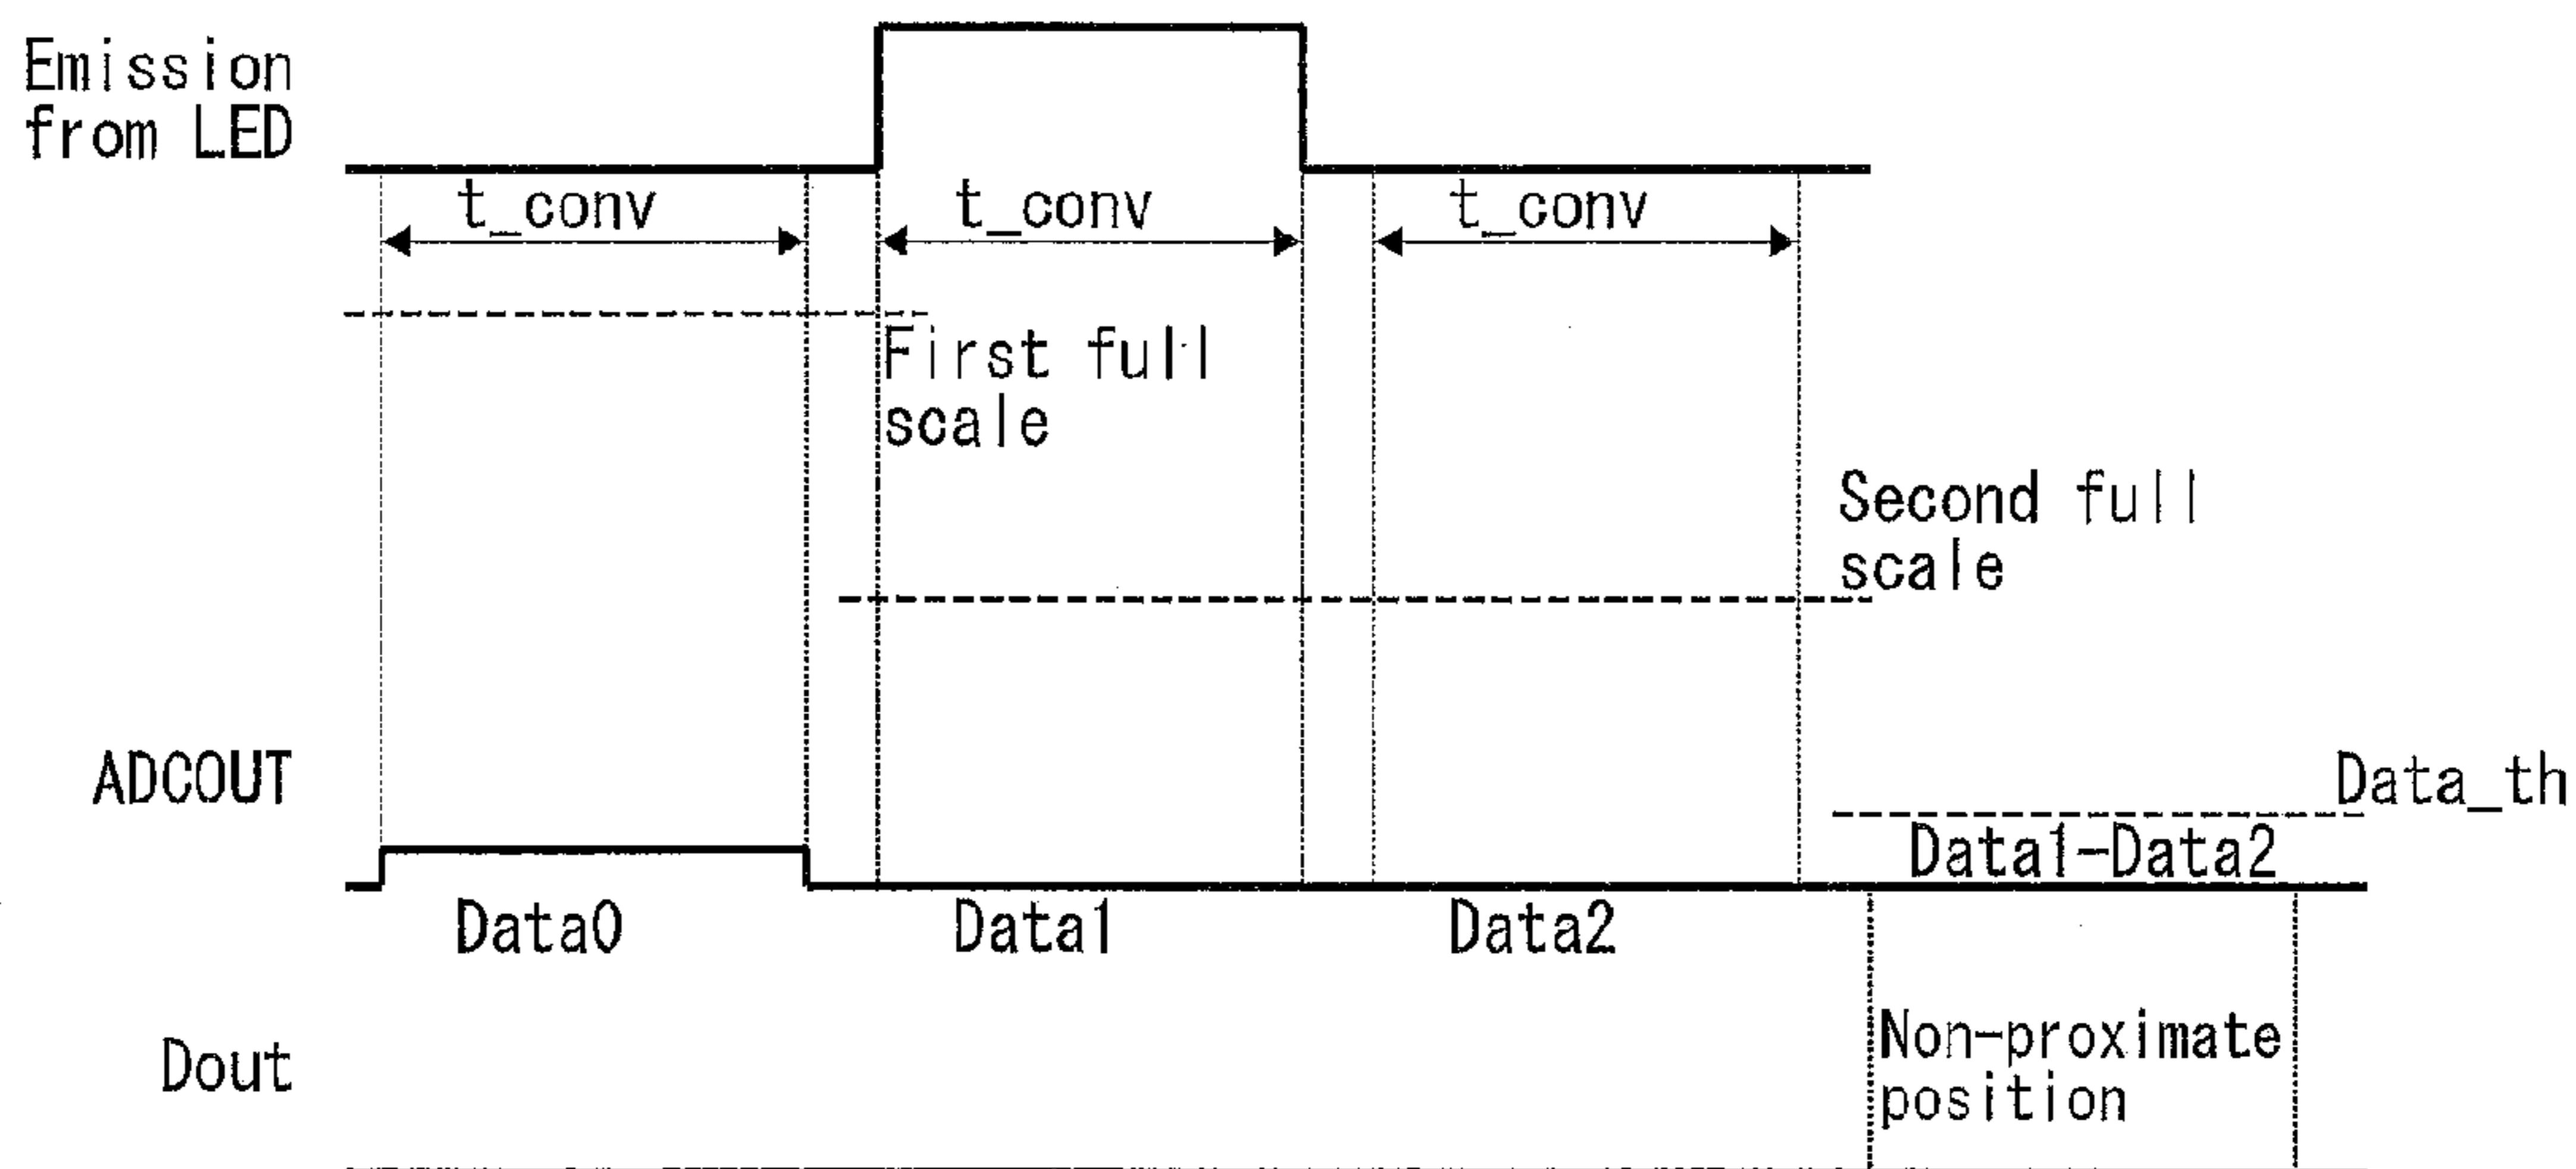 Emission
from LED
t_conv
t_conv
t_conv
First full
scale
Second full
scale
ADCOUT
Data_th
Data1-Data2
Data0
Data1
Data2
Dout
Non-proximate
position